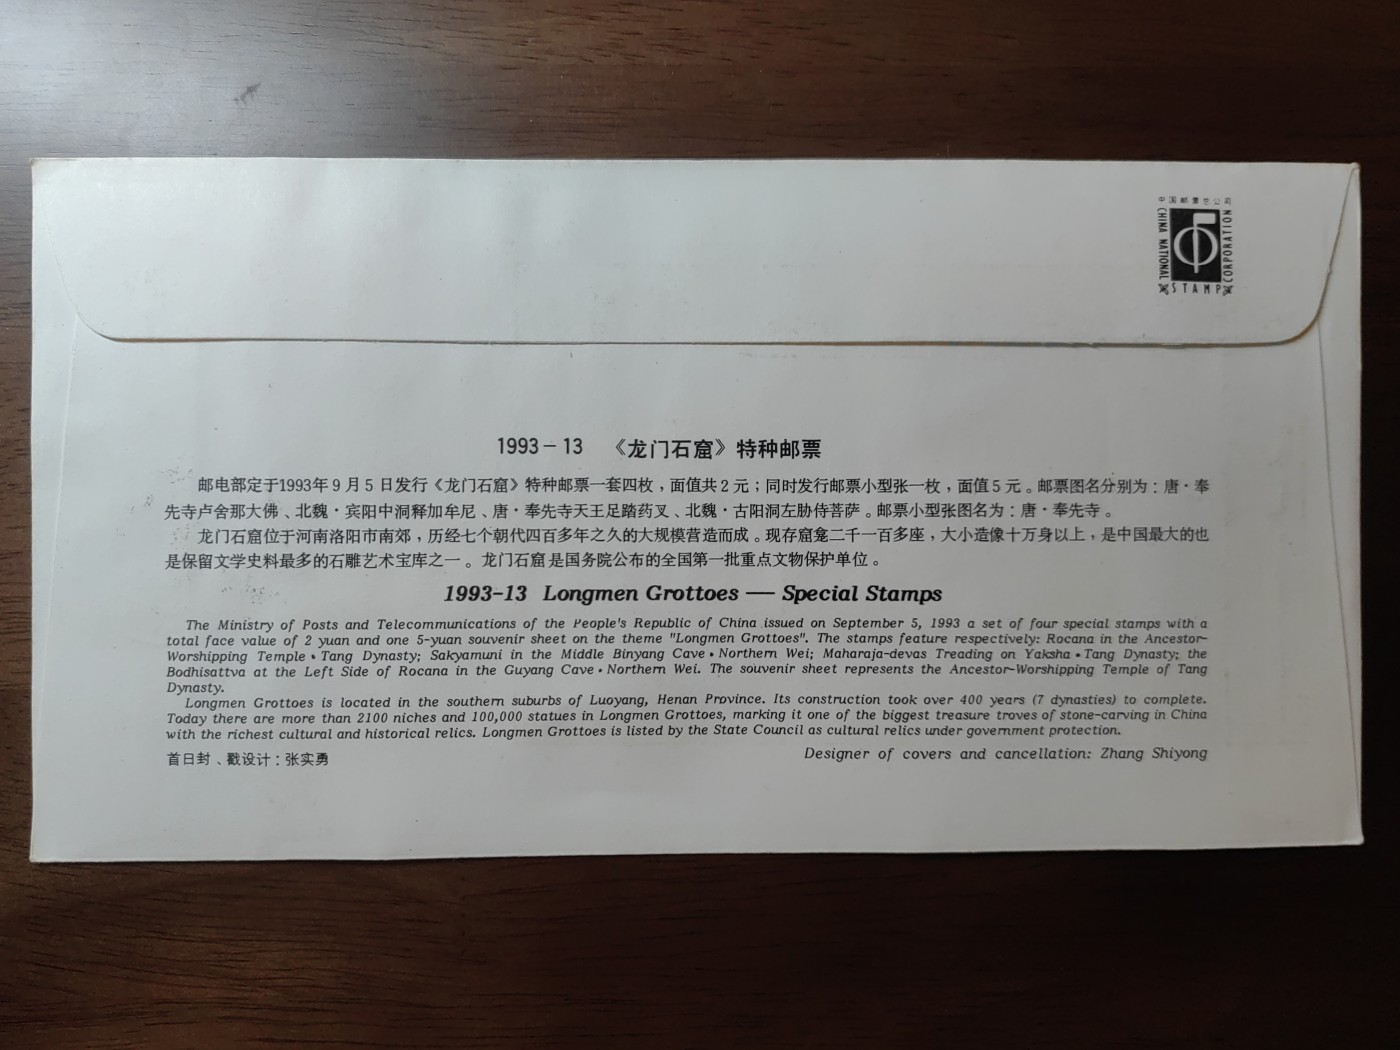 中国邮票总公司
CHINA NATIONAL
CORPORATION
STAMP
1993－13 《龙门石窟》特种邮票
邮电部定于1993年9月5日发行《龙门石窟》特种邮票一套四枚，面值共2元；同时发行邮票小型张一枚，面值5元。邮票图名分别为：唐·奉
先寺卢舍那大佛、北魏·宾阳中洞释加牟尼、唐·奉先寺天王足踏药叉、北魏·古阳洞左胁侍菩萨。邮票小型张图名为：唐·奉先寺。
龙门石窟位于河南洛阳市南郊，历经七个朝代四百多年之久的大规模营造而成。现存窟龛二千一百多座，大小造像十万身以上，是中国最大的也
是保留文学史料最多的石雕艺术宝库之一。龙门石窟是国务院公布的全国第一批重点文物保护单位。
1993-13 Longmen Grottoes — Special Stamps
The Ministry of Posts and Telecommunications of the People's Republic of China issued on September 5, 1993 a set of four special stamps with a
total face value of 2 yuan and one 5-yuan souvenir sheet on the theme "Longmen Grottoes". The stamps feature respectively: Rocana in the Ancestor-
Worshipping Temple · Tang Dynasty; Sakyamuni in the Middle Binyang Cave · Northern Wei; Maharaja-devas Treading on Yaksha · Tang Dynasty; the
Bodhisattva at the Left Side of Rocana in the Guyang Cave · Northern Wei. The souvenir sheet represents the Ancestor-Worshipping Temple of Tang
Dynasty.
Longmen Grottoes is located in the southern suburbs of Luoyang, Henan Province. Its construction took over 400 years (7 dynasties) to complete.
Today there are more than 2100 niches and 100,000 statues in Longmen Grottoes, marking it one of the biggest treasure troves of stone-carving in China
with the richest cultural and historical relics. Longmen Grottoes is listed by the State Council as cultural relics under government protection.
首日封、戳设计：张实勇
Designer of covers and cancellation: Zhang Shiyong